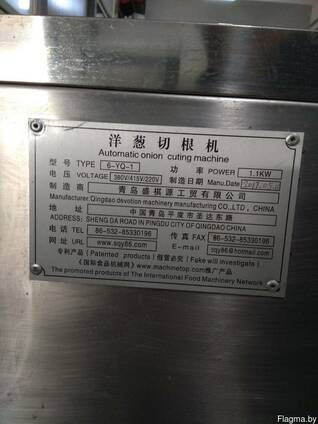 洋葱切根机
Automatic onion cuting machine
型号 TYPE 6-YQ-1 功率 POWER 1.1KW
电压 VOLTAGE 380V/415V/220V 制造日期 Manu.Date
制造商 青岛盛棋源工贸有限公司
Manufacturer:Qingdao devotion machinery manufacturing CO.,LTD., CHINA
地址 中国青岛平度市圣达东路
ADDRESS: SHENG DA ROAD IN PINGDU CITY OF QINGDAO CHINA
电话 TEL 86-532-85330196 传真 FAX 86-532-85330196
网址 URL www.sqy86.com E-mail sqy86@hotmail.com
专利产品 (Patented products) 假冒必究 (Fake will investigate)
《国际食品机械网》www.machinetop.com推广产品
The promoted products of The International Food Machinery Network
Flagma.by